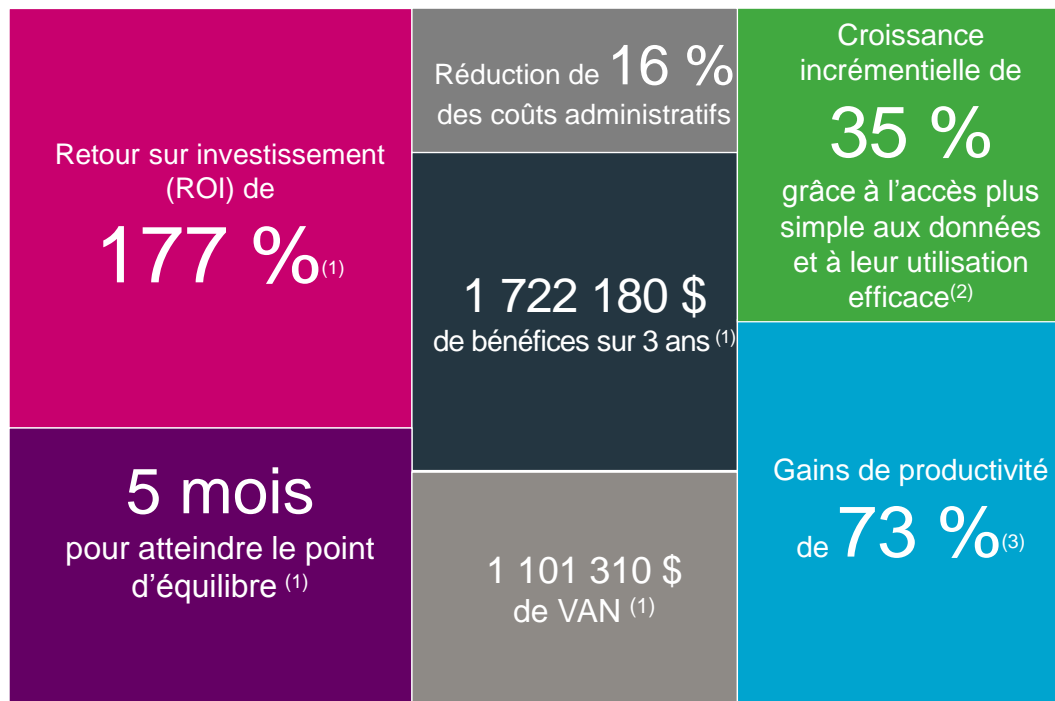 Retour sur investissement
(ROI) de
177 %(1)
5 mois
pour atteindre le point
d'équilibre (1)
Réduction de 16 %
des coûts administratifs
1 722 180 $
de bénéfices sur 3 ans (1)
1 101 310 $
de VAN (1)
Croissance
incrémentielle de
35 %
grâce à l’accès plus
simple aux données
et à leur utilisation
efficace(2)
Gains de productivité
de 73 %(3)